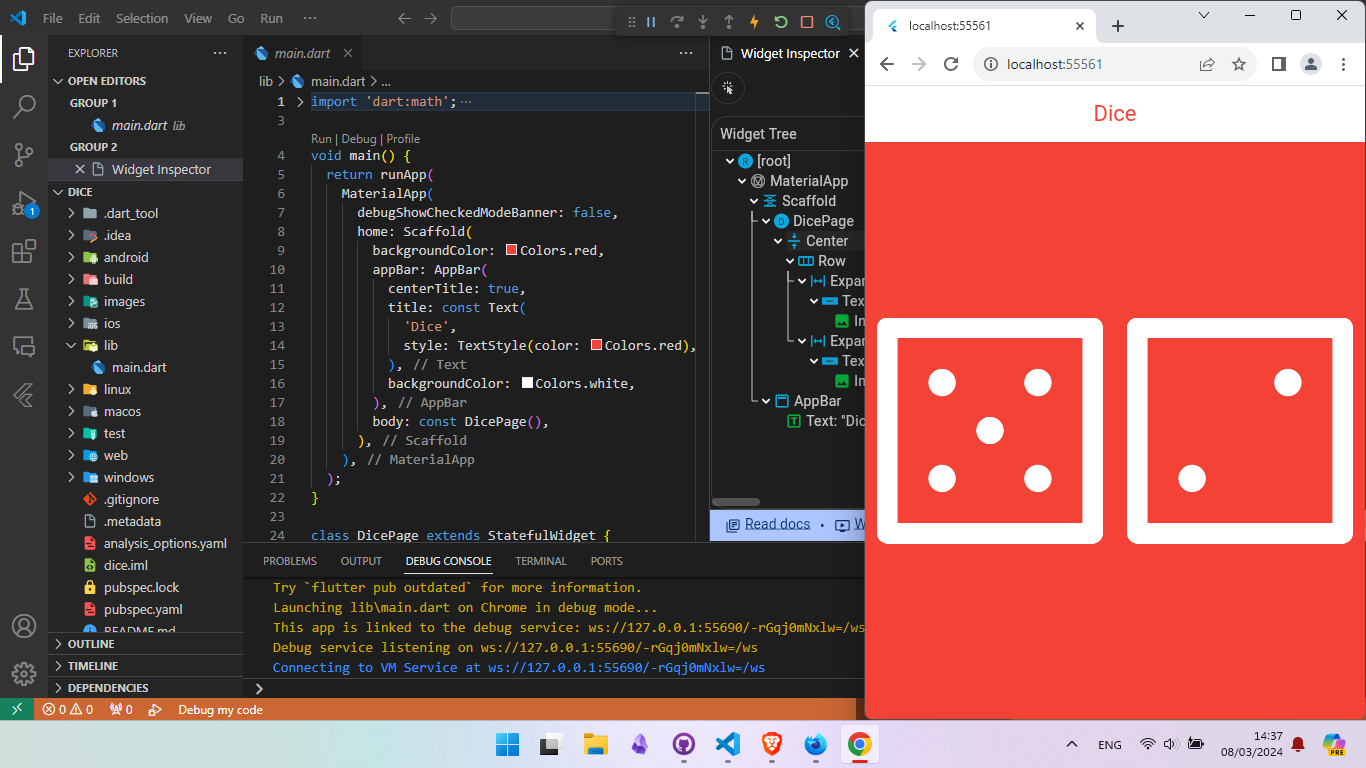 File Edit Selection View Go Run ···
EXPLORER
OPEN EDITORS
GROUP 1
main.dart lib
GROUP 2
Widget Inspector
DICE
.dart_tool
.idea
android
build
images
ios
lib
main.dart
linux
macos
test
web
windows
.gitignore
.metadata
analysis_options.yaml
dice.iml
pubspec.lock
pubspec.yaml
README.md
OUTLINE
TIMELINE
DEPENDENCIES
1
main.dart
lib > main.dart > ...
1 import 'dart:math'; ···
3
Run | Debug | Profile
4 void main() {
5 return runApp(
6 MaterialApp(
7 debugShowCheckedModeBanner: false,
8 home: Scaffold(
9 backgroundColor: Colors.red,
10 appBar: AppBar(
11 centerTitle: true,
12 title: const Text(
13 'Dice',
14 style: TextStyle(color: Colors.red),
15 ), // Text
16 backgroundColor: Colors.white,
17 ), // AppBar
18 body: const DicePage(),
19 ), // Scaffold
20 ), // MaterialApp
21 );
22 }
23
24 class DicePage extends StatefulWidget {
Widget Inspector
Widget Tree
[root]
MaterialApp
Scaffold
DicePage
Center
Row
Expan
Tex
Im
Expan
Tex
Im
AppBar
Text: "Dic
Read docs • W
PROBLEMS OUTPUT DEBUG CONSOLE TERMINAL PORTS
Try `flutter pub outdated` for more information.
Launching lib\main.dart on Chrome in debug mode...
This app is linked to the debug service: ws://127.0.0.1:55690/-rGqj0mNxlw=/ws
Debug service listening on ws://127.0.0.1:55690/-rGqj0mNxlw=/ws
Connecting to VM Service at ws://127.0.0.1:55690/-rGqj0mNxlw=/ws
0 0 0 Debug my code
localhost:55561
localhost:55561
Dice
ENG
14:37
08/03/2024
PRE